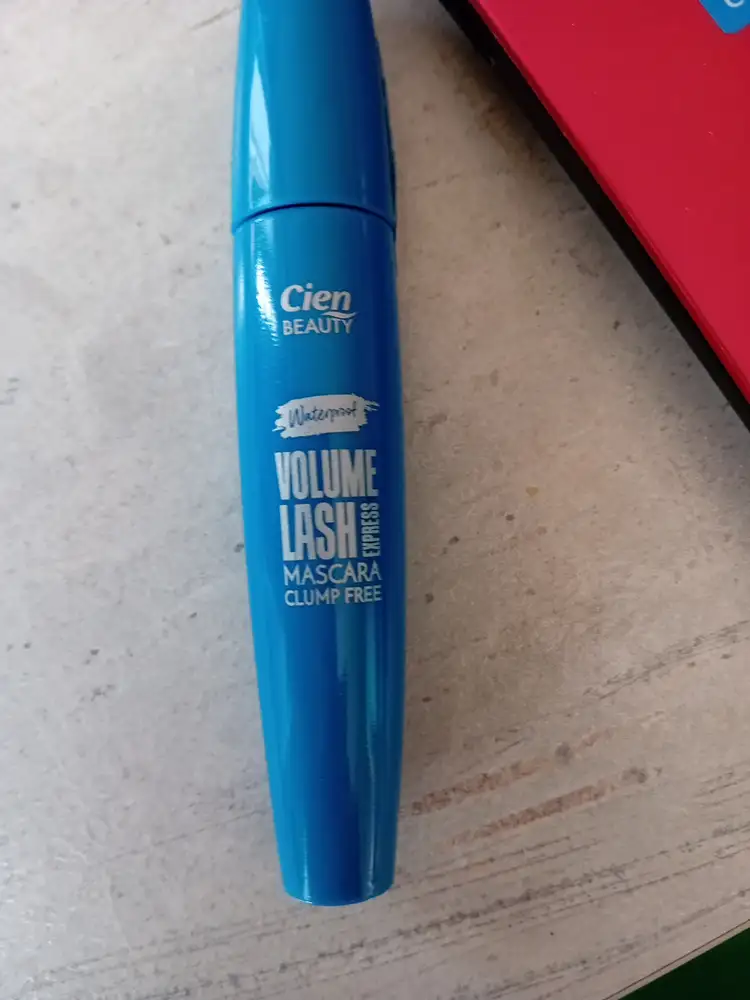 Cien
BEAUTY
Waterproof
VOLUME
LASH EXPRESS
MASCARA
CLUMP FREE